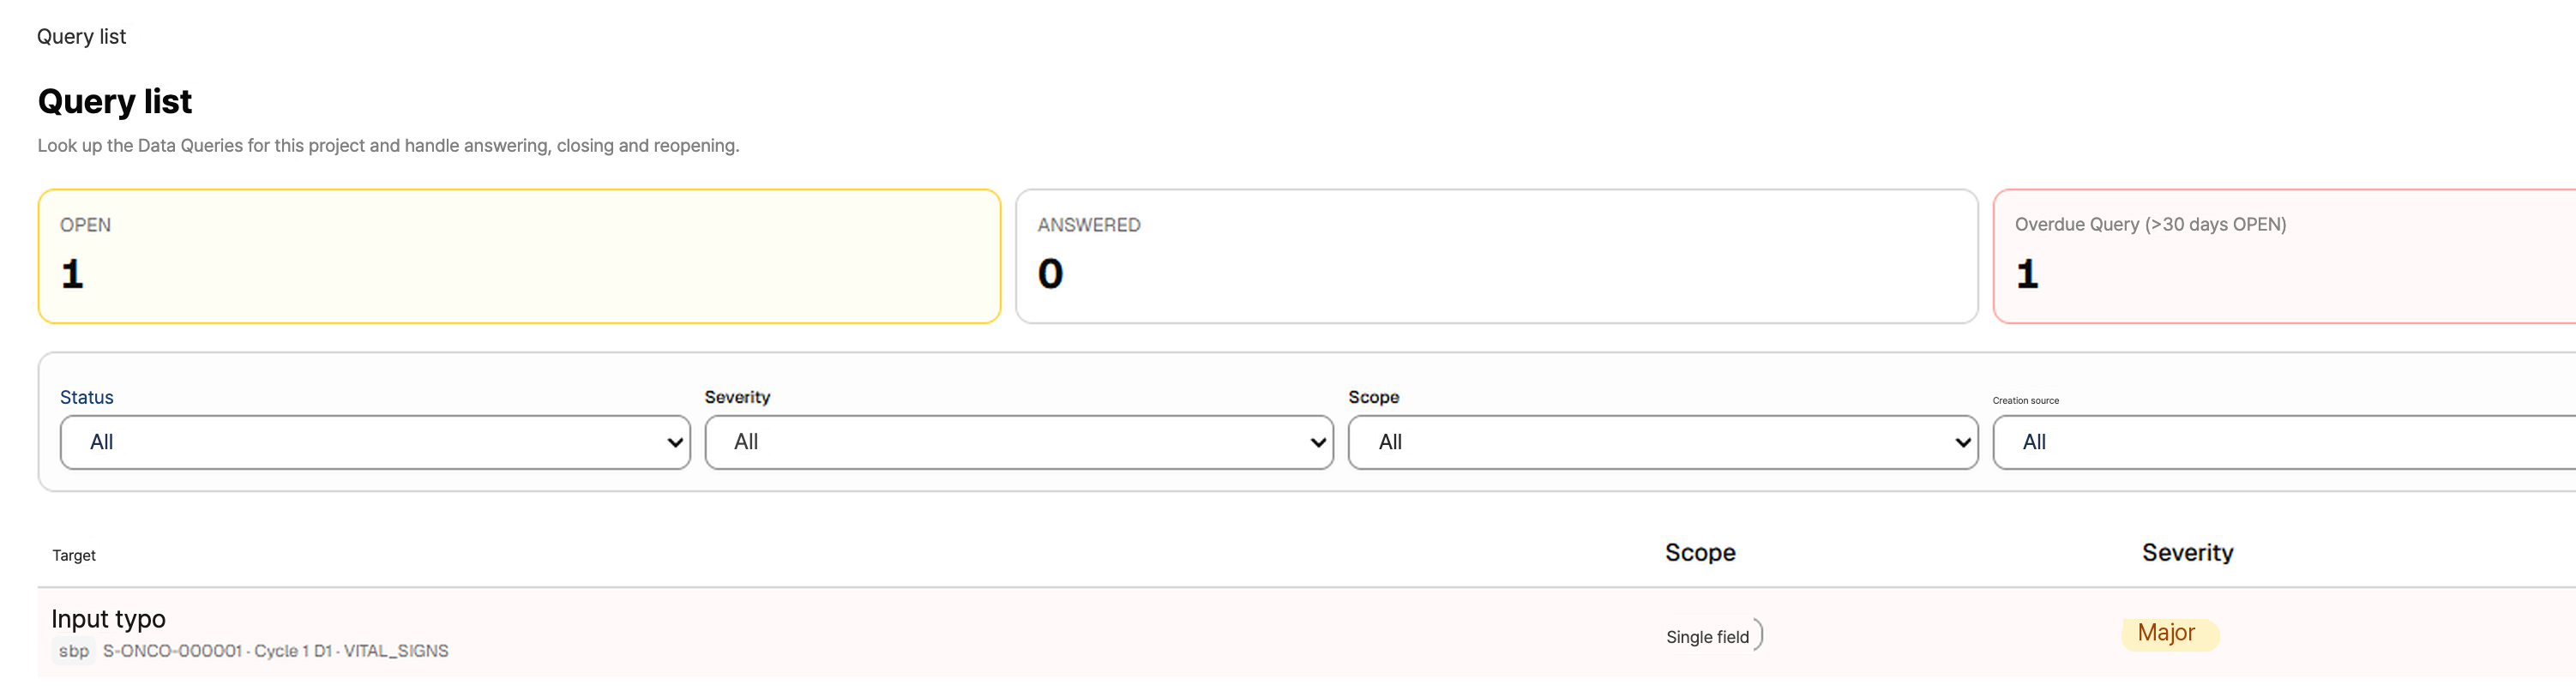 Query list
Query list
Look up the Data Queries for this project and handle answering, closing and reopening.
OPEN
1
ANSWERED
0
Overdue Query (>30 days OPEN)
1
Status
All
Severity
All
Scope
All
Creation source
All
Target
Scope
Severity
Input typo
sbp S-ONCO-000001 · Cycle 1 D1 · VITAL_SIGNS
Single field
Major